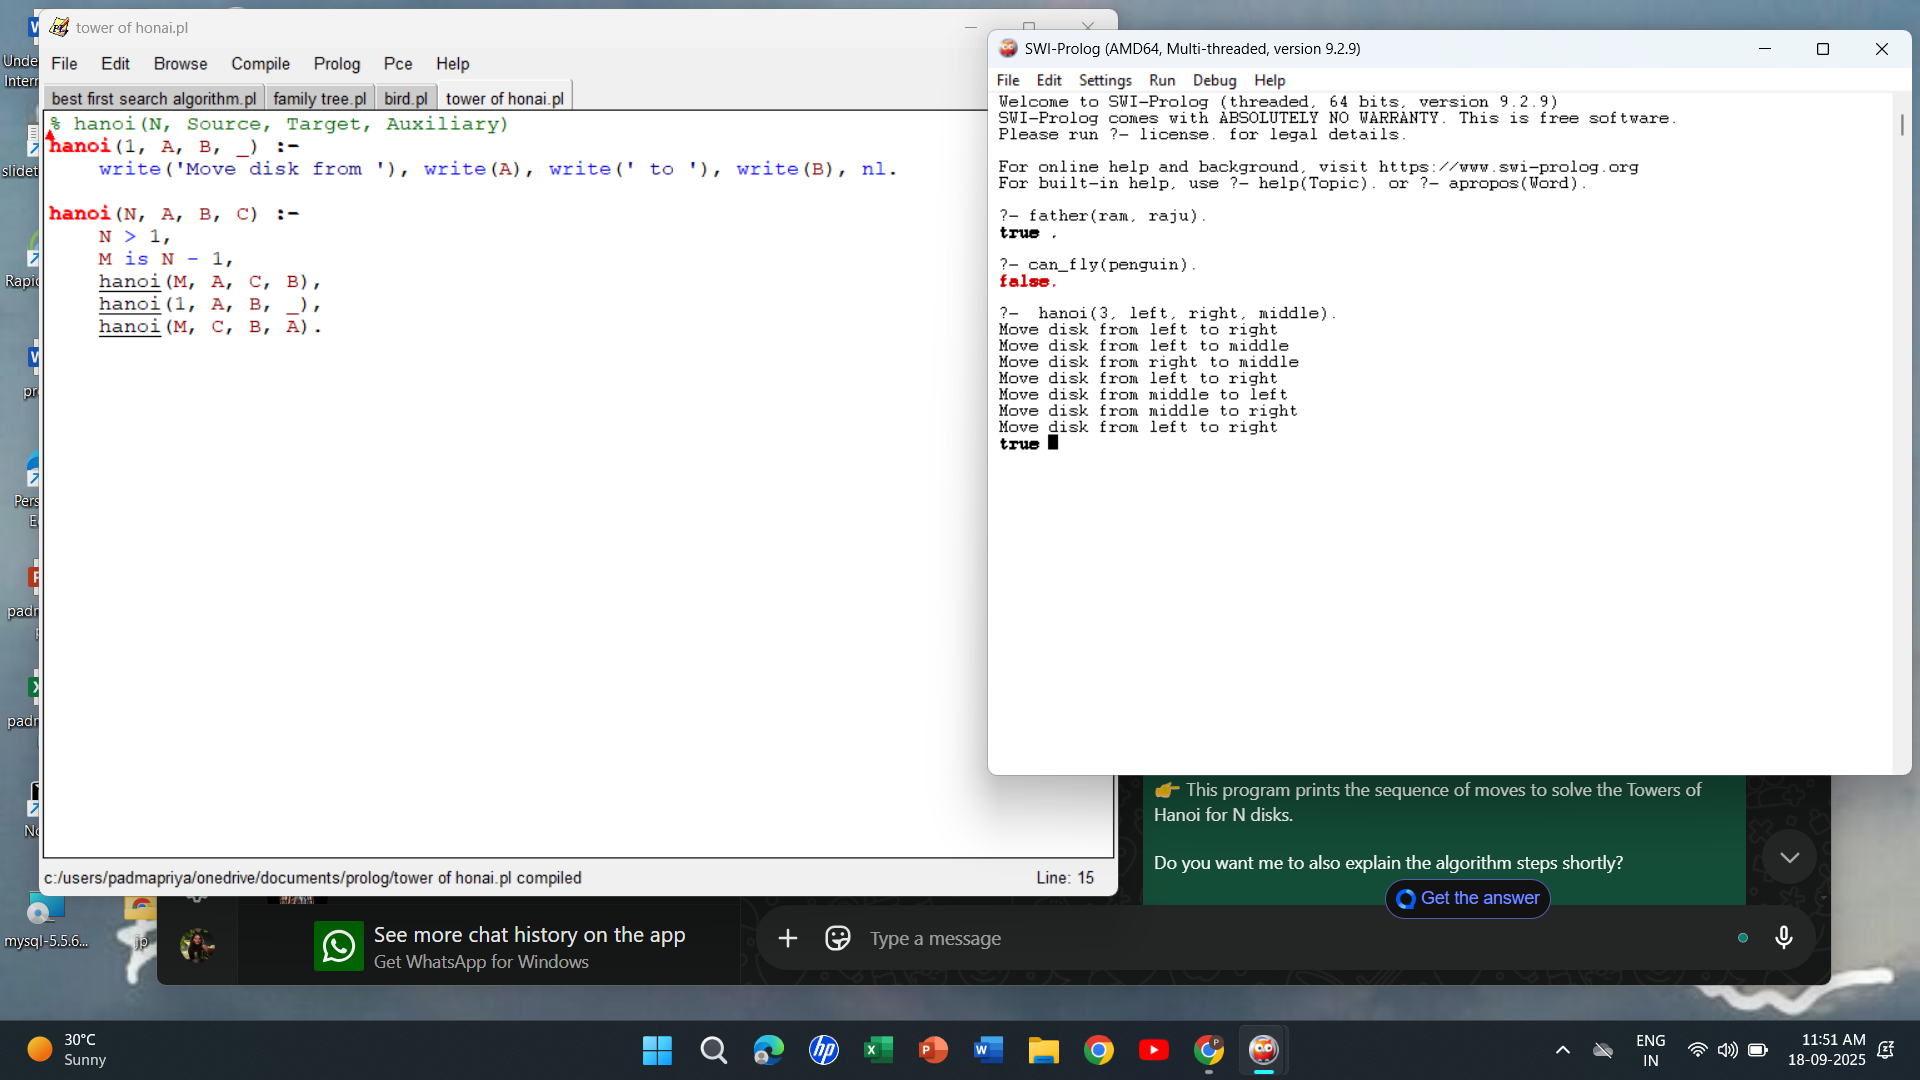 tower of honai.pl
File Edit Browse Compile Prolog Pce Help
best first search algorithm.pl family tree.pl bird.pl tower of honai.pl
% hanoi(N, Source, Target, Auxiliary)
hanoi(1, A, B, _) :-
    write('Move disk from '), write(A), write(' to '), write(B), nl.
hanoi(N, A, B, C) :-
    N > 1,
    M is N - 1,
    hanoi(M, A, C, B),
    hanoi(1, A, B, _),
    hanoi(M, C, B, A).
c:/users/padmapriya/onedrive/documents/prolog/tower of honai.pl compiled
Line: 15
SWI-Prolog (AMD64, Multi-threaded, version 9.2.9)
File Edit Settings Run Debug Help
Welcome to SWI-Prolog (threaded, 64 bits, version 9.2.9)
SWI-Prolog comes with ABSOLUTELY NO WARRANTY. This is free software.
Please run ?- license. for legal details.
For online help and background, visit https://www.swi-prolog.org
For built-in help, use ?- help(Topic). or ?- apropos(Word).
?- father(ram, raju).
true .
?- can_fly(penguin).
false.
?-  hanoi(3, left, right, middle).
Move disk from left to right
Move disk from left to middle
Move disk from right to middle
Move disk from left to right
Move disk from middle to left
Move disk from middle to right
Move disk from left to right
true
👉 This program prints the sequence of moves to solve the Towers of
Hanoi for N disks.
Do you want me to also explain the algorithm steps shortly?
Get the answer
See more chat history on the app
Get WhatsApp for Windows
Type a message
mysql-5.5.6...
jp
30°C
Sunny
ENG
IN
11:51 AM
18-09-2025